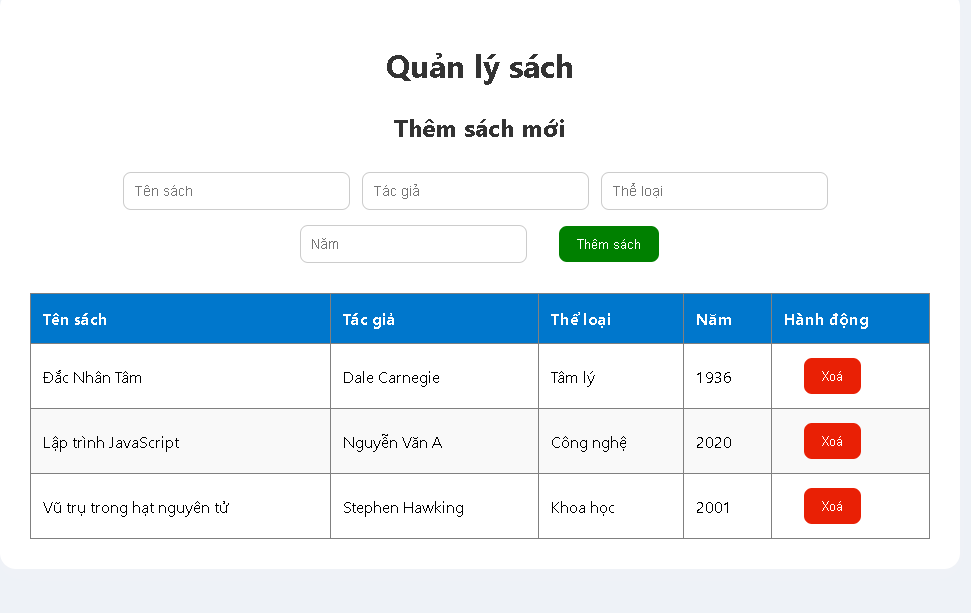 Quản lý sách
Thêm sách mới
Tên sách Tác giả Thể loại
Năm Thêm sách
Tên sách Tác giả Thể loại Năm Hành động
Đắc Nhân Tâm Dale Carnegie Tâm lý 1936 Xoá
Lập trình JavaScript Nguyễn Văn A Công nghệ 2020 Xoá
Vũ trụ trong hạt nguyên tử Stephen Hawking Khoa học 2001 Xoá